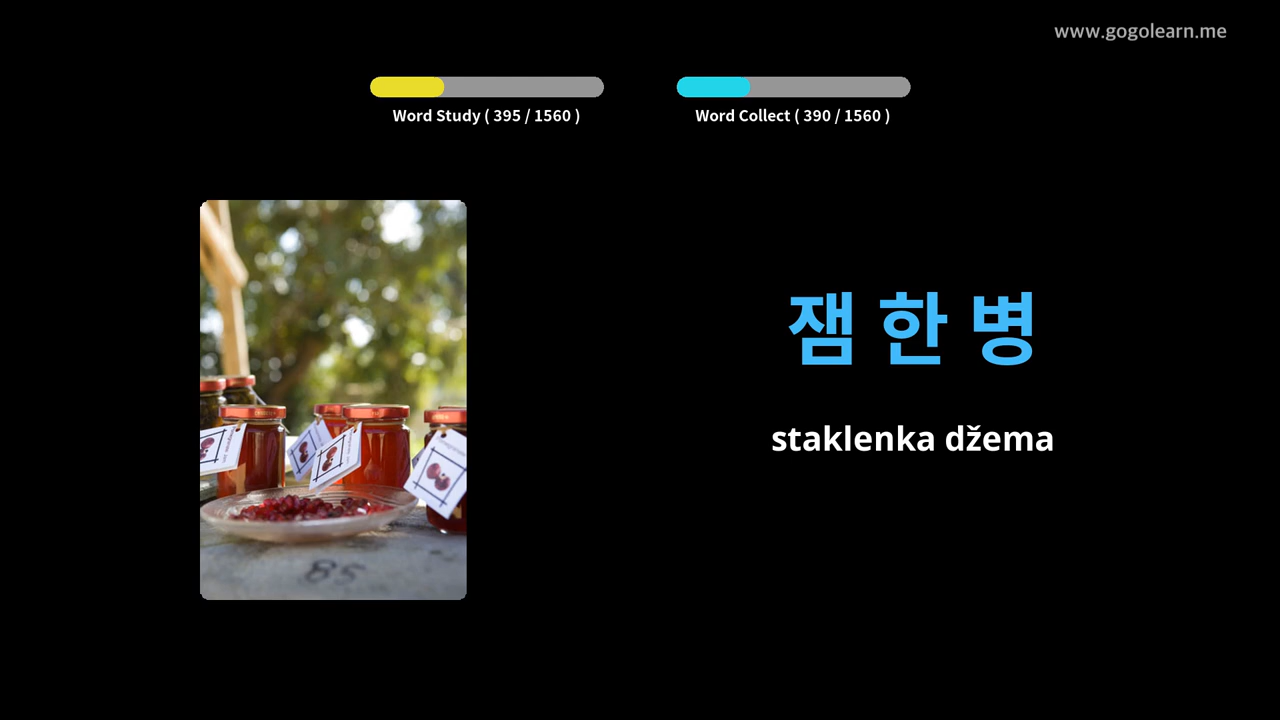 www.gogolearn.me
Word Study ( 395 / 1560 )
Word Collect ( 390 / 1560 )
잼 한 병
staklenka džema
85